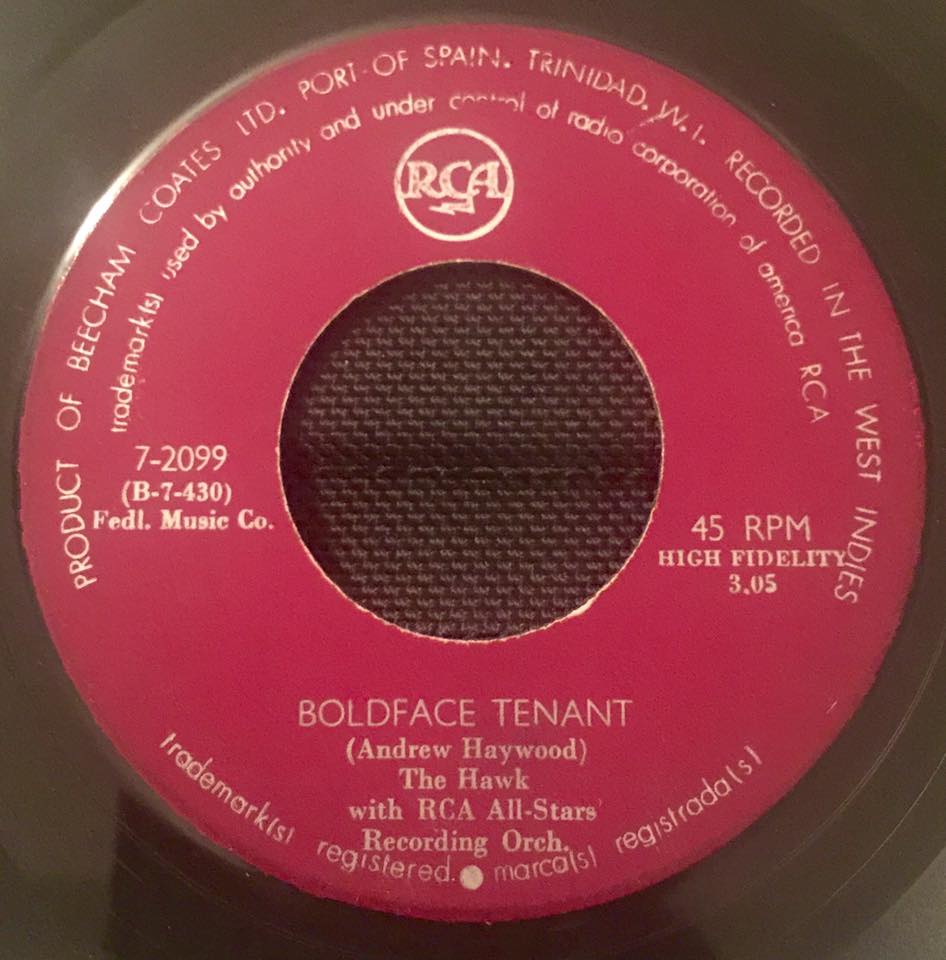 PRODUCT OF BEECHAM COATES LTD. PORT-OF SPAIN. TRINIDAD. W.I. RECORDED IN THE WEST INDIES
trademark(s) used by authority and under control of radio corporation of america RCA
RCA
7-2099
(B-7-430)
Fedl. Music Co.
45 RPM
HIGH FIDELITY
3.05
BOLDFACE TENANT
(Andrew Haywood)
The Hawk
with RCA All-Stars
Recording Orch.
trademark(s) registered. marca(s) registrada(s)